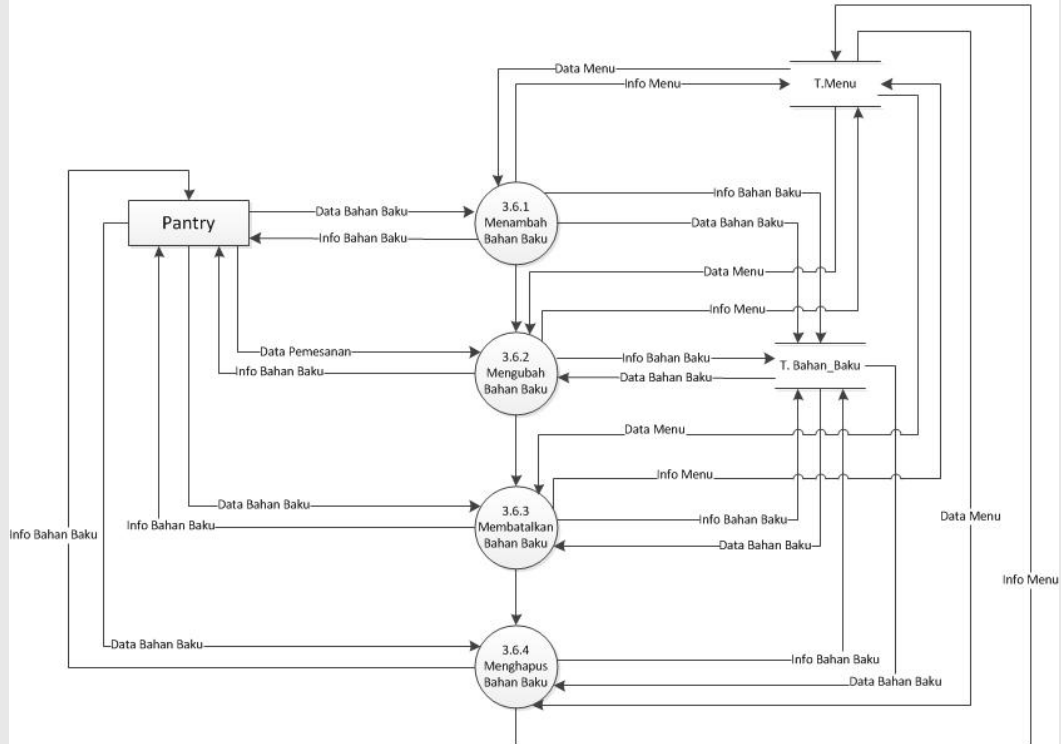 Data Menu
Info Menu
T.Menu
Pantry
Data Bahan Baku
Info Bahan Baku
3.6.1
Menambah
Bahan Baku
Info Bahan Baku
Data Bahan Baku
Data Menu
Info Menu
Data Pemesanan
Info Bahan Baku
3.6.2
Mengubah
Bahan Baku
Info Bahan Baku
Data Bahan Baku
T. Bahan_Baku
Data Menu
Info Menu
Data Bahan Baku
Info Bahan Baku
3.6.3
Membatalkan
Bahan Baku
Info Bahan Baku
Data Bahan Baku
Info Bahan Baku
Data Menu
Info Menu
Data Bahan Baku
3.6.4
Menghapus
Bahan Baku
Info Bahan Baku
Data Bahan Baku